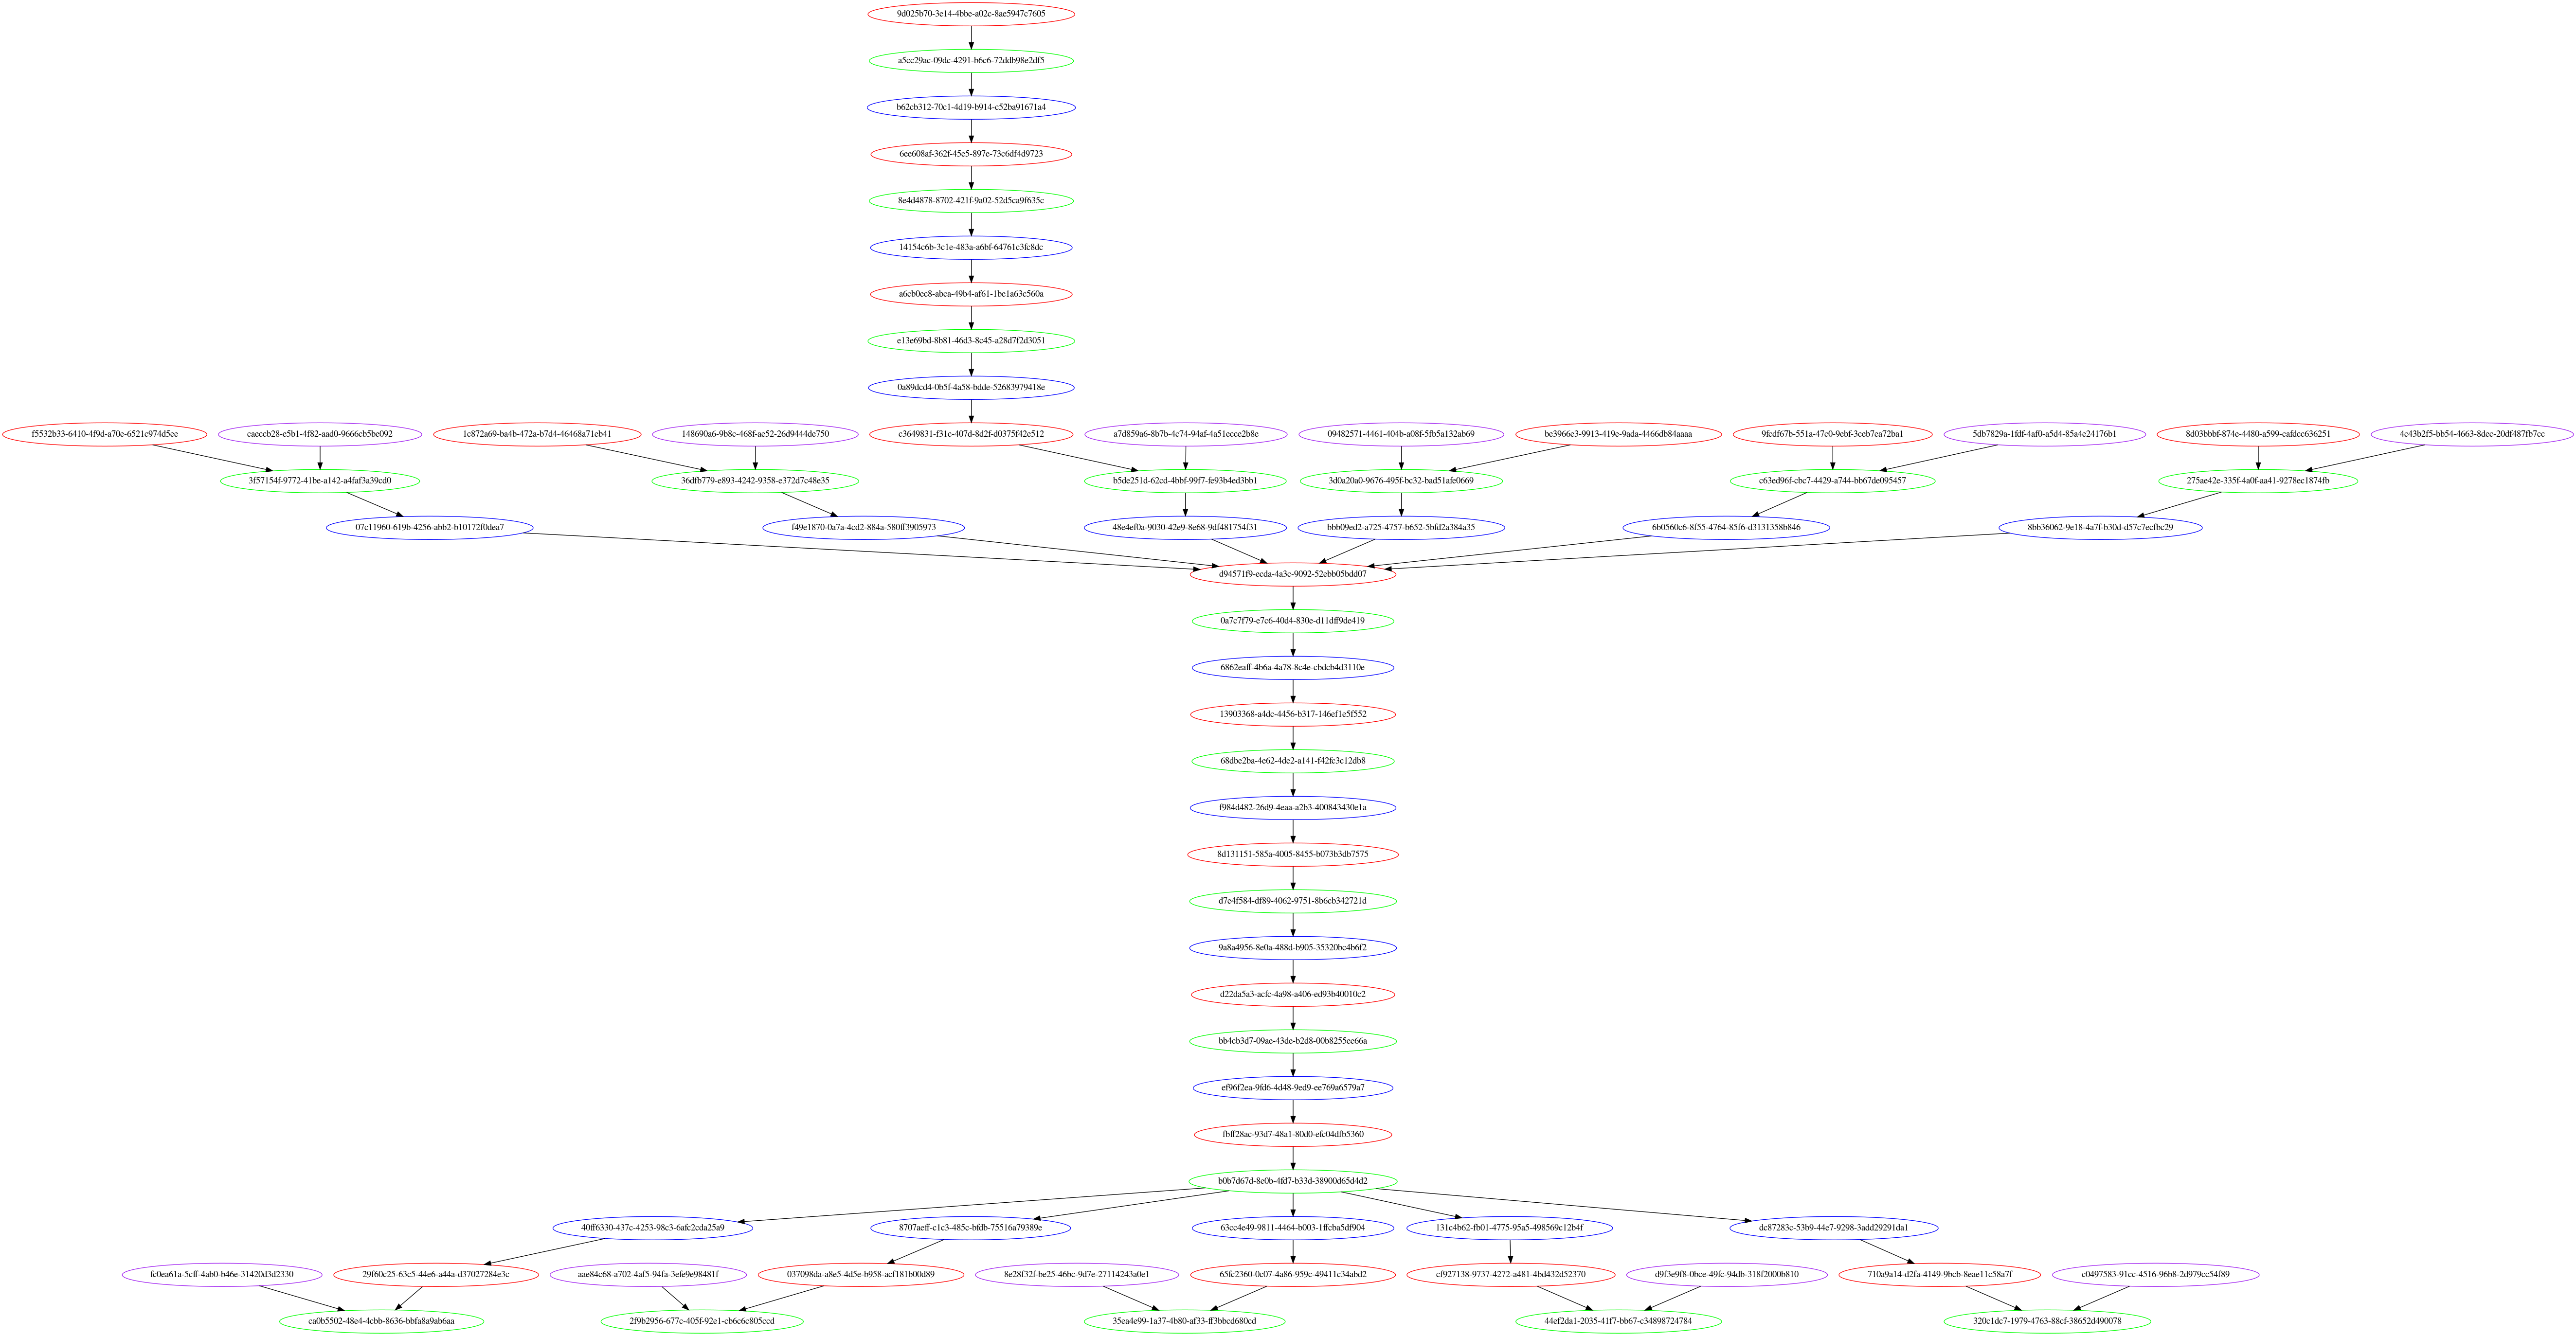 9d025b70-3e14-4bbe-a02c-8ae5947c7605
a5cc29ac-09dc-4291-b6c6-72ddb98e2df5
b62cb312-70c1-4d19-b914-c52ba91671a4
6ee608af-362f-45e5-897e-73c6df4d9723
8e4d4878-8702-421f-9a02-52d5ca9f635c
14154c6b-3c1e-483a-a6bf-64761c3fc8dc
a6cb0ec8-abca-49b4-af61-1be1a63c560a
e13e69bd-8b81-46d3-8c45-a28d7f2d3051
0a89dcd4-0b5f-4a58-bdde-52683979418e
f5532b33-6410-4f9d-a70e-6521c974d5ee
caeccb28-e5b1-4f82-aad0-9666cb5be092
1c872a69-ba4b-472a-b7d4-46468a71eb41
148690a6-9b8c-468f-ae52-26d9444de750
c3649831-f31c-407d-8d2f-d0375f42e512
a7d859a6-8b7b-4c74-94af-4a51ecce2b8e
09482571-4461-404b-a08f-5fb5a132ab69
be3966e3-9913-419e-9ada-4466db84aaaa
9fcdf67b-551a-47c0-9ebf-3ceb7ea72ba1
5db7829a-1fdf-4af0-a5d4-85a4e24176b1
8d03bbbf-874e-4480-a599-cafdcc636251
4c43b2f5-bb54-4663-8dec-20df487fb7cc
3f57154f-9772-41be-a142-a4faf3a39cd0
36dfb779-e893-4242-9358-e372d7c48e35
b5de251d-62cd-4bbf-99f7-fe93b4ed3bb1
3d0a20a0-9676-495f-bc32-bad51afe0669
c63ed96f-cbc7-4429-a744-bb67de095457
275ae42e-335f-4a0f-aa41-9278ec1874fb
07c11960-619b-4256-abb2-b10172f0dea7
f49e1870-0a7a-4cd2-884a-580ff3905973
48e4ef0a-9030-42e9-8e68-9df481754f31
bbb09ed2-a725-4757-b652-5bfd2a384a35
6b0560c6-8f55-4764-85f6-d3131358b846
8bb36062-9e18-4a7f-b30d-d57c7ecfbc29
d94571f9-ecda-4a3c-9092-52ebb05bdd07
0a7c7f79-e7c6-40d4-830e-d11dff9de419
6862eaff-4b6a-4a78-8c4e-cbdcb4d3110e
13903368-a4dc-4456-b317-146ef1e5f552
68dbe2ba-4e62-4de2-a141-f42fc3c12db8
f984d482-26d9-4eaa-a2b3-400843430e1a
8d131151-585a-4005-8455-b073b3db7575
d7e4f584-df89-4062-9751-8b6cb342721d
9a8a4956-8e0a-488d-b905-35320bc4b6f2
d22da5a3-acfc-4a98-a406-ed93b40010c2
bb4cb3d7-09ae-43de-b2d8-00b8255ee66a
ef96f2ea-9fd6-4d48-9ed9-ee769a6579a7
fbff28ac-93d7-48a1-80d0-efc04dfb5360
b0b7d67d-8e0b-4fd7-b33d-38900d65d4d2
40ff6330-437c-4253-98c3-6afc2cda25a9
8707aeff-c1c3-485c-bfdb-75516a79389e
63cc4e49-9811-4464-b003-1ffcba5df904
131c4b62-fb01-4775-95a5-498569c12b4f
dc87283c-53b9-44e7-9298-3add29291da1
fc0ea61a-5cff-4ab0-b46e-31420d3d2330
29f60c25-63c5-44e6-a44a-d37027284e3c
aae84c68-a702-4af5-94fa-3efe9e98481f
037098da-a8e5-4d5e-b958-acf181b00d89
8e28f32f-be25-46bc-9d7e-27114243a0e1
65fc2360-0c07-4a86-959c-49411c34abd2
cf927138-9737-4272-a481-4bd432d52370
d9f3e9f8-0bce-49fc-94db-318f2000b810
710a9a14-d2fa-4149-9bcb-8eae11c58a7f
c0497583-91cc-4516-96b8-2d979cc54f89
ca0b5502-48e4-4cbb-8636-bbfa8a9ab6aa
2f9b2956-677c-405f-92e1-cb6c6c805ccd
35ea4e99-1a37-4b80-af33-ff3bbcd680cd
44ef2da1-2035-41f7-bb67-c34898724784
320c1dc7-1979-4763-88cf-38652d490078